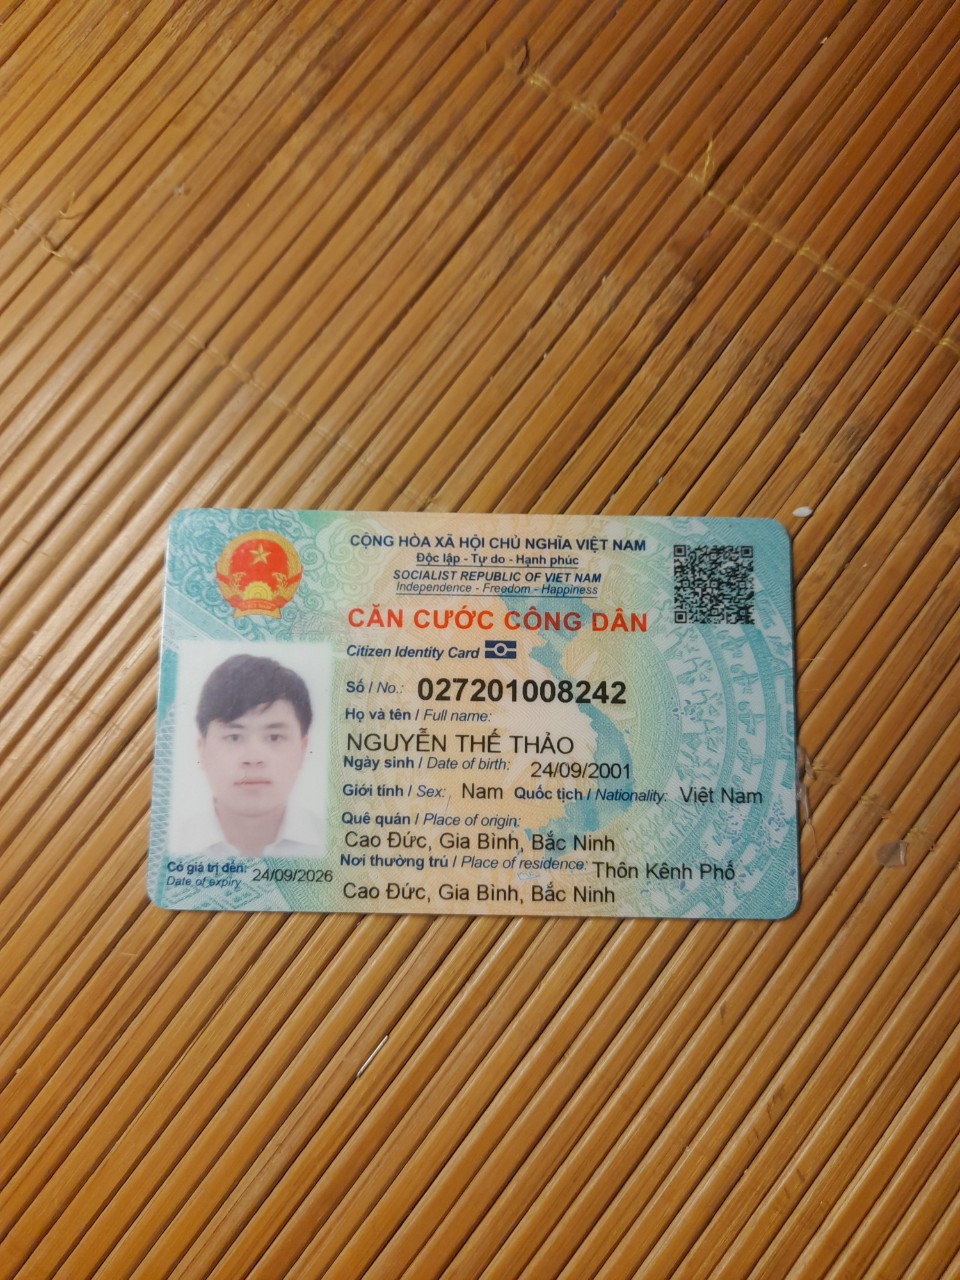 CỘNG HÒA XÃ HỘI CHỦ NGHĨA VIỆT NAM
Độc lập - Tự do - Hạnh phúc
SOCIALIST REPUBLIC OF VIET NAM
Independence - Freedom - Happiness
CĂN CƯỚC CÔNG DÂN
Citizen Identity Card
Số / No.: 027201008242
Họ và tên / Full name:
NGUYỄN THẾ THẢO
Ngày sinh / Date of birth: 24/09/2001
Giới tính / Sex: Nam Quốc tịch / Nationality: Việt Nam
Quê quán / Place of origin:
Cao Đức, Gia Bình, Bắc Ninh
Nơi thường trú / Place of residence: Thôn Kênh Phố
Cao Đức, Gia Bình, Bắc Ninh
Có giá trị đến: 24/09/2026
Date of expiry